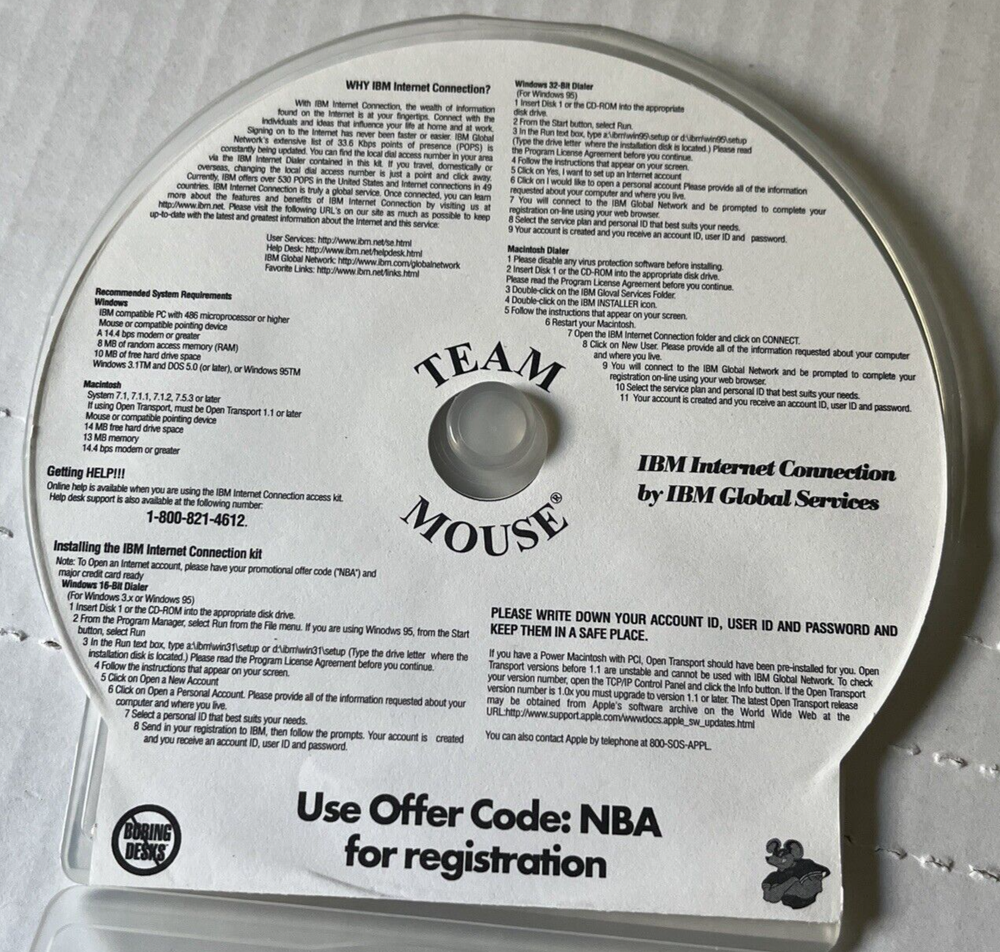 WHY IBM Internet Connection?
With IBM Internet Connection, the wealth of information
found on the Internet is at your fingertips. Connect with the
individuals and ideas that influence your life at home and at work.
Signing on to the Internet has never been faster or easier. IBM Global
Network's extensive list of 33.6 Kbps points of presence (POPS) is
constantly being updated. You can find the local dial access number in your area
via the IBM Internet Dialer contained in this kit. If you travel, domestically or
overseas, changing the local dial access number is just a point and click away.
Currently, IBM offers over 530 POPS in the United States and Internet connections in 49
countries. IBM Internet Connection is truly a global service. Once connected, you can learn
more about the features and benefits of IBM Internet Connection by visiting us at
http://www.ibm.net. Please visit the following URL's on our site as much as possible to keep
up-to-date with the latest and greatest information about the Internet and this service:
User Services: http://www.ibm.net/se.html
Help Desk: http://www.ibm.net/helpdesk.html
IBM Global Network: http://www.ibm.com/globalnetwork
Favorite Links: http://www.ibm.net/links.html
Recommended System Requirements
Windows
IBM compatible PC with 486 microprocessor or higher
Mouse or compatible pointing device
A 14.4 bps modem or greater
8 MB of random access memory (RAM)
10 MB of free hard drive space
Windows 3.1TM and DOS 5.0 (or later), or Windows 95TM
Macintosh
System 7.1, 7.1.1, 7.1.2, 7.5.3 or later
If using Open Transport, must be Open Transport 1.1 or later
Mouse or compatible pointing device
14 MB free hard drive space
13 MB memory
14.4 bps modem or greater
Getting HELP!!!
Online help is available when you are using the IBM Internet Connection access kit.
Help desk support is also available at the following number:
1-800-821-4612.
Installing the IBM Internet Connection kit
Note: To Open an Internet account, please have your promotional offer code ("NBA") and
major credit card ready
Windows 16-Bit Dialer
(For Windows 3.x or Windows 95)
1 Insert Disk 1 or the CD-ROM into the appropriate disk drive.
2 From the Program Manager, select Run from the File menu. If you are using Winodws 95, from the Start
button, select Run
3 In the Run text box, type a:\ibm\win31\setup or d:\ibm\win31\setup (Type the drive letter where the
installation disk is located.) Please read the Program License Agreement before you continue.
4 Follow the instructions that appear on your screen.
5 Click on Open a New Account
6 Click on Open a Personal Account. Please provide all of the information requested about your
computer and where you live.
7 Select a personal ID that best suits your needs.
8 Send in your registration to IBM, then follow the prompts. Your account is created
and you receive an account ID, user ID and password.
Windows 32-Bit Dialer
(For Windows 95)
1 Insert Disk 1 or the CD-ROM into the appropriate
disk drive.
2 From the Start button, select Run.
3 In the Run text box, type a:\ibm\win95\setup or d:\ibm\win95\setup
(Type the drive letter where the installation disk is located.) Please read
the Program License Agreement before you continue.
4 Follow the instructions that appear on your screen.
5 Click on Yes, I want to set up an Internet account
6 Click on I would like to open a personal account Please provide all of the information
requested about your computer and where you live.
7 You will connect to the IBM Global Network and be prompted to complete your
registration on-line using your web browser.
8 Select the service plan and personal ID that best suits your needs.
9 Your account is created and you receive an account ID, user ID and password.
Macintosh Dialer
1 Please disable any virus protection software before installing.
2 Insert Disk 1 or the CD-ROM into the appropriate disk drive.
Please read the Program License Agreement before you continue.
3 Double-click on the IBM Gloval Services Folder.
4 Double-click on the IBM INSTALLER icon.
5 Follow the instructions that appear on your screen.
6 Restart your Macintosh.
7 Open the IBM Internet Connection folder and click on CONNECT.
8 Click on New User. Please provide all of the information requested about your computer
and where you live.
9 You will connect to the IBM Global Network and be prompted to complete your
registration on-line using your web browser.
10 Select the service plan and personal ID that best suits your needs.
11 Your account is created and you receive an account ID, user ID and password.
TEAM
MOUSE®
IBM Internet Connection
by IBM Global Services
PLEASE WRITE DOWN YOUR ACCOUNT ID, USER ID AND PASSWORD AND
KEEP THEM IN A SAFE PLACE.
If you have a Power Macintosh with PCI, Open Transport should have been pre-installed for you. Open
Transport versions before 1.1 are unstable and cannot be used with IBM Global Network. To check
your version number, open the TCP/IP Control Panel and click the Info button. If the Open Transport
version number is 1.0x you must upgrade to version 1.1 or later. The latest Open Transport release
may be obtained from Apple's software archive on the World Wide Web at the
URL:http://www.support.apple.com/wwwdocs.apple_sw_updates.html
You can also contact Apple by telephone at 800-SOS-APPL.
Use Offer Code: NBA
for registration
BORING
DESKS